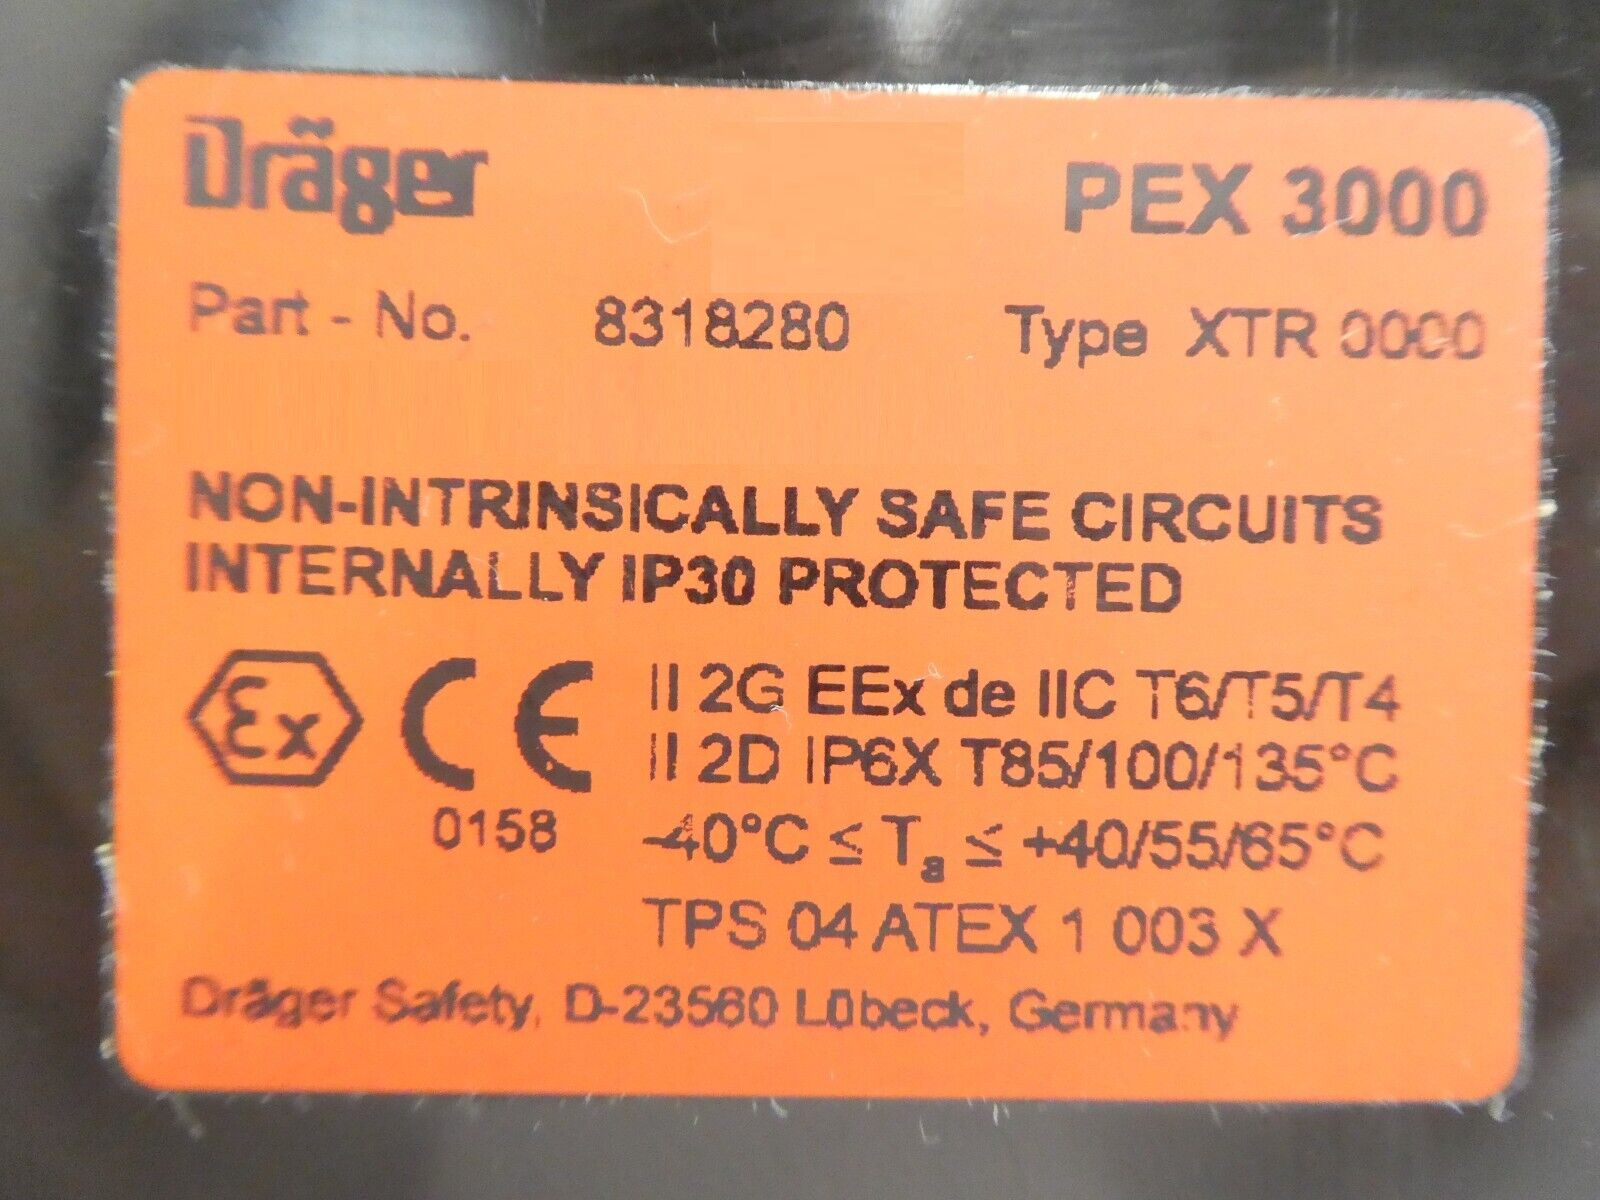 Dräger PEX 3000
Part - No. 8318280 Type XTR 0000
NON-INTRINSICALLY SAFE CIRCUITS
INTERNALLY IP30 PROTECTED
Ex CE II 2G EEx de IIC T6/T5/T4
II 2D IP6X T85/100/135°C
0158 -40°C ≤ Ta ≤ +40/55/65°C
TPS 04 ATEX 1 003 X
Dräger Safety, D-23560 Lübeck, Germany